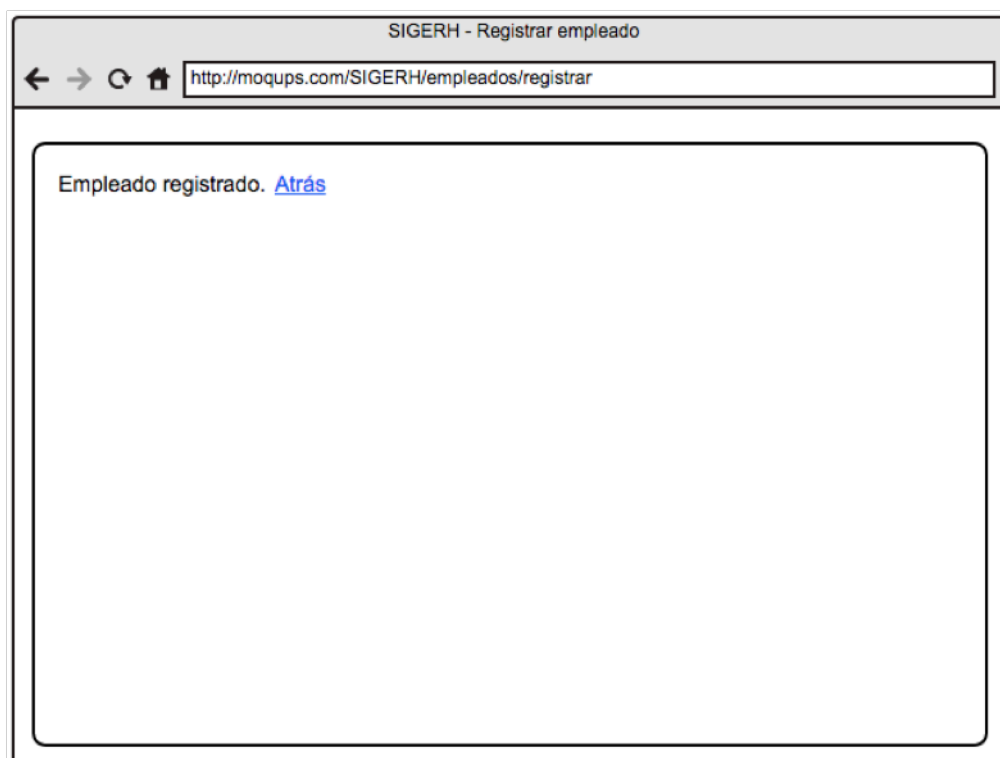 SIGERH - Registrar empleado
http://moqups.com/SIGERH/empleados/registrar
Empleado registrado. Atrás